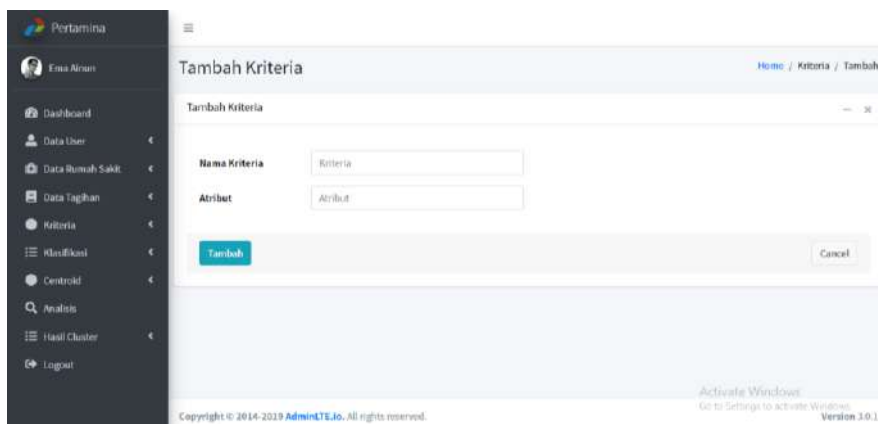 Pertamina
Ema Ainun
Dashboard
Data User
Data Rumah Sakit
Data Tagihan
Kriteria
Klasifikasi
Centroid
Analisis
Hasil Cluster
Logout
Tambah Kriteria
Home / Kriteria / Tambah
Tambah Kriteria
Nama Kriteria
Kriteria
Atribut
Atribut
Tambah
Cancel
Activate Windows
Go to Settings to activate Windows.
Copyright © 2014-2019 AdminLTE.io. All rights reserved.
Version 3.0.1